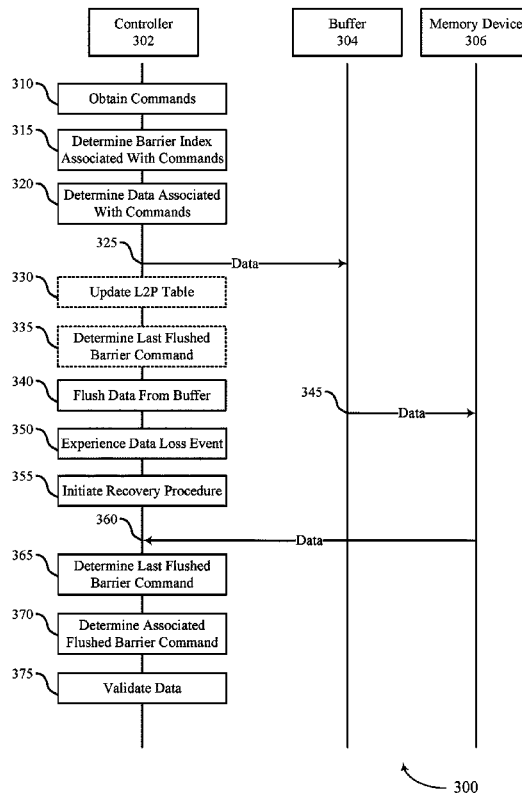 Controller
302
Buffer
304
Memory Device
306
310
Obtain Commands
315
Determine Barrier Index
Associated With Commands
320
Determine Data Associated
With Commands
325
Data
330
Update L2P Table
335
Determine Last Flushed
Barrier Command
340
Flush Data From Buffer
345
Data
350
Experience Data Loss Event
355
Initiate Recovery Procedure
360
Data
365
Determine Last Flushed
Barrier Command
370
Determine Associated
Flushed Barrier Command
375
Validate Data
300